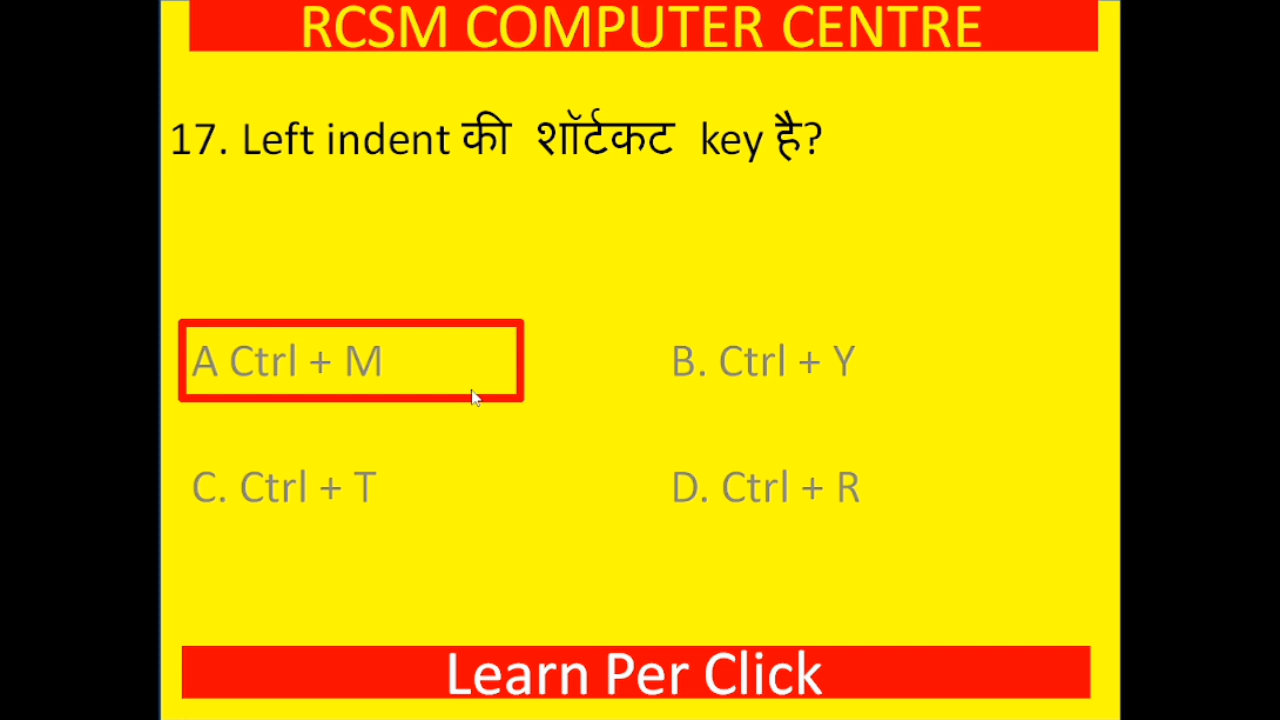 RCSM COMPUTER CENTRE
17. Left indent की शॉर्टकट key है?
A Ctrl + M
B. Ctrl + Y
C. Ctrl + T
D. Ctrl + R
Learn Per Click